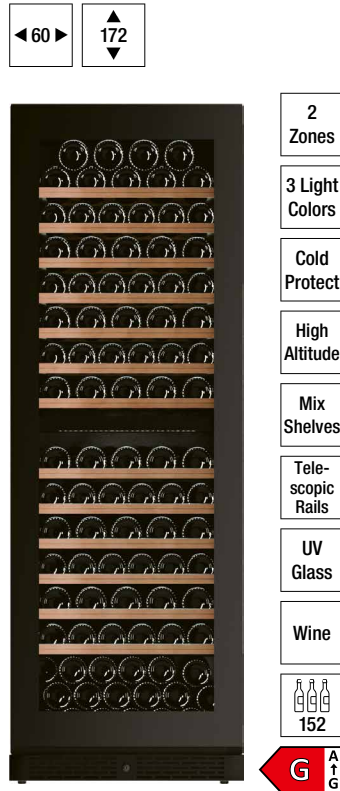 60
172
2
Zones
3 Light
Colors
Cold
Protect
High
Altitude
Mix
Shelves
Tele-
scopic
Rails
UV
Glass
Wine
152
G
A
G